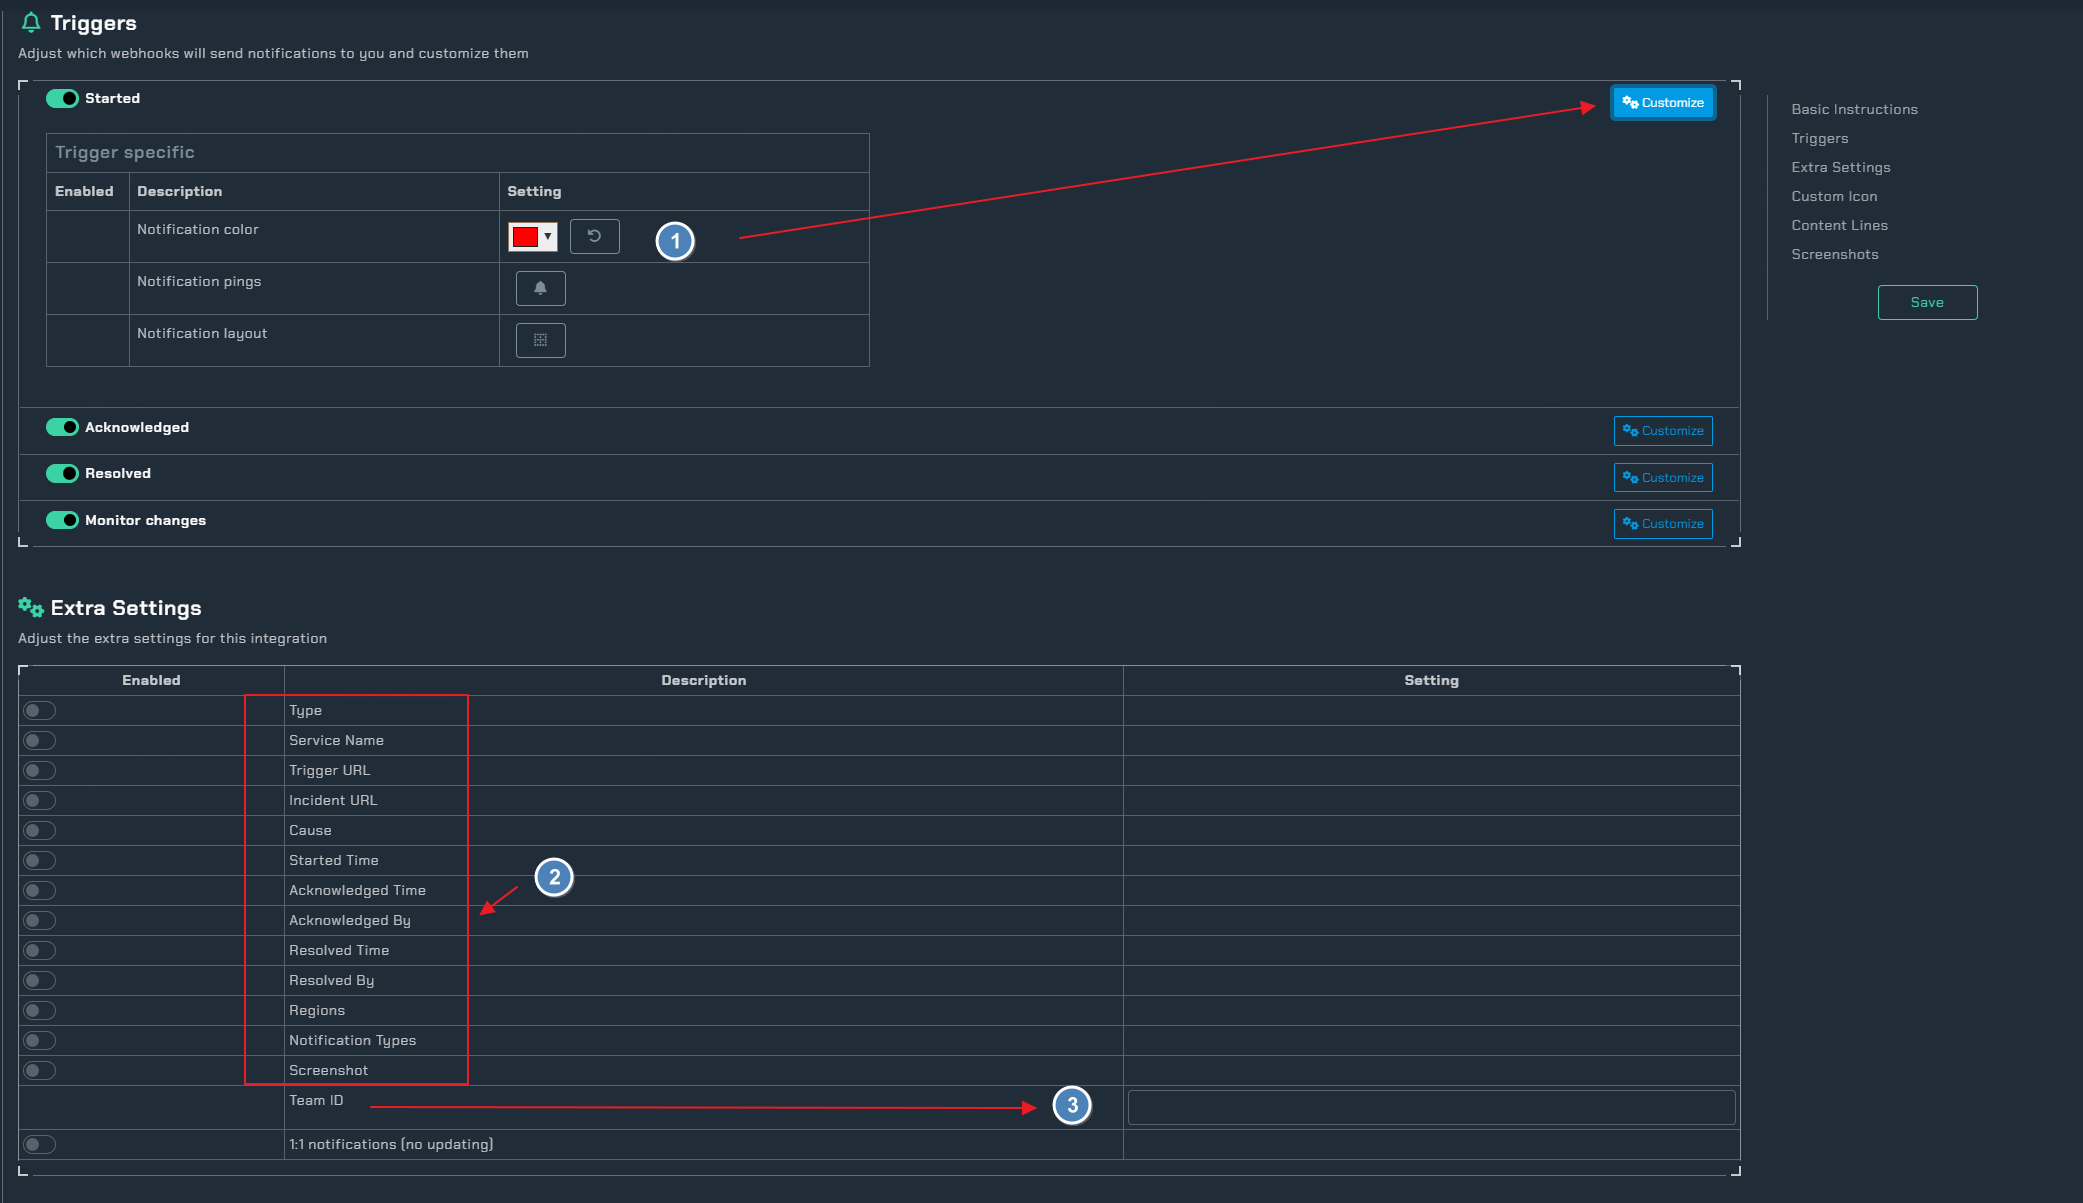 Triggers
Adjust which webhooks will send notifications to you and customize them
Started
Customize
Trigger specific
Enabled Description Setting
Notification color
1
Notification pings
Notification layout
Acknowledged
Customize
Resolved
Customize
Monitor changes
Customize
Basic Instructions
Triggers
Extra Settings
Custom Icon
Content Lines
Screenshots
Save
Extra Settings
Adjust the extra settings for this integration
Enabled Description Setting
Type
Service Name
Trigger URL
Incident URL
Cause
Started Time
2
Acknowledged Time
Acknowledged By
Resolved Time
Resolved By
Regions
Notification Types
Screenshot
Team ID
3
1:1 notifications (no updating)